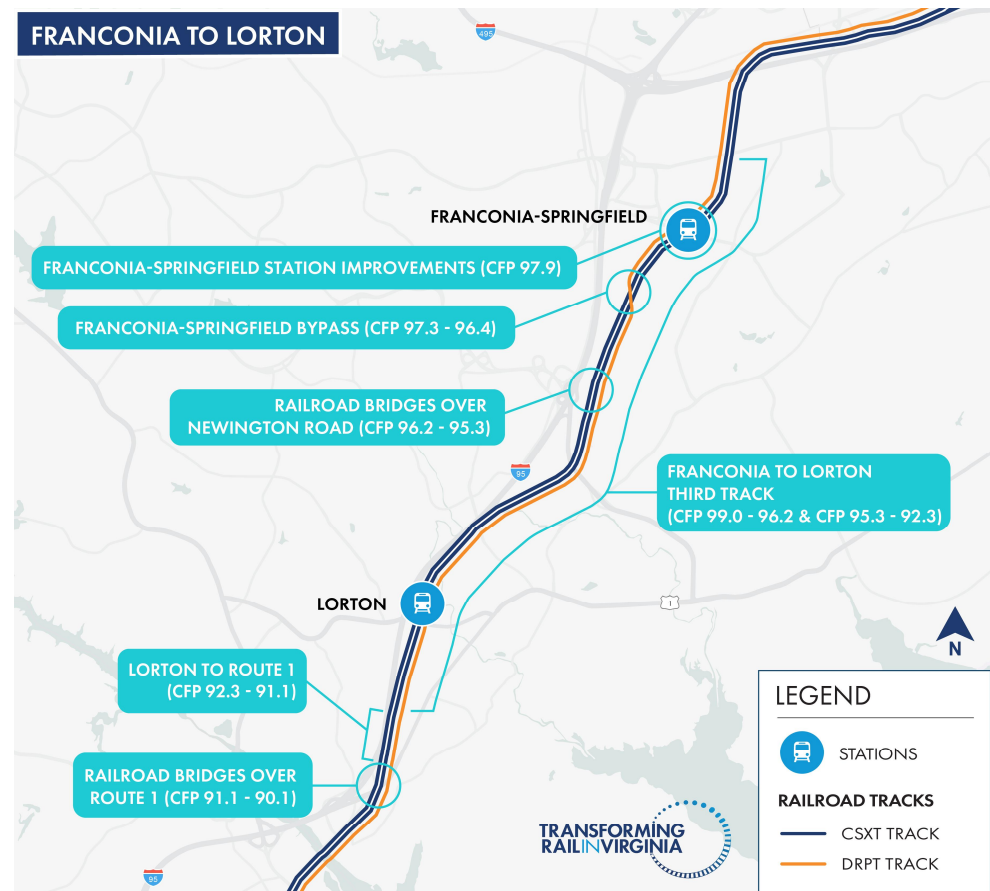 FRANCONIA TO LORTON
495
FRANCONIA-SPRINGFIELD
FRANCONIA-SPRINGFIELD STATION IMPROVEMENTS (CFP 97.9)
FRANCONIA-SPRINGFIELD BYPASS (CFP 97.3 - 96.4)
RAILROAD BRIDGES OVER
NEWINGTON ROAD (CFP 96.2 - 95.3)
95
FRANCONIA TO LORTON
THIRD TRACK
(CFP 99.0 - 96.2 & CFP 95.3 - 92.3)
LORTON
1
N
LORTON TO ROUTE 1
(CFP 92.3 - 91.1)
RAILROAD BRIDGES OVER
ROUTE 1 (CFP 91.1 - 90.1)
95
TRANSFORMING
RAILINVIRGINIA
LEGEND
STATIONS
RAILROAD TRACKS
CSXT TRACK
DRPT TRACK